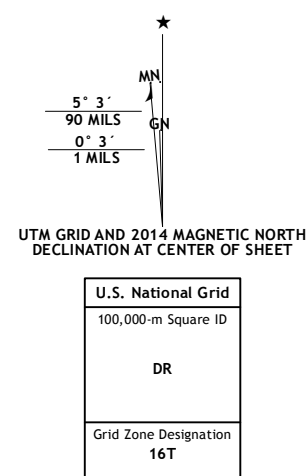 MN
GN
5° 3´
90 MILS
0° 3´
1 MILS
UTM GRID AND 2014 MAGNETIC NORTH
DECLINATION AT CENTER OF SHEET
U.S. National Grid
100,000-m Square ID
DR
Grid Zone Designation
16T